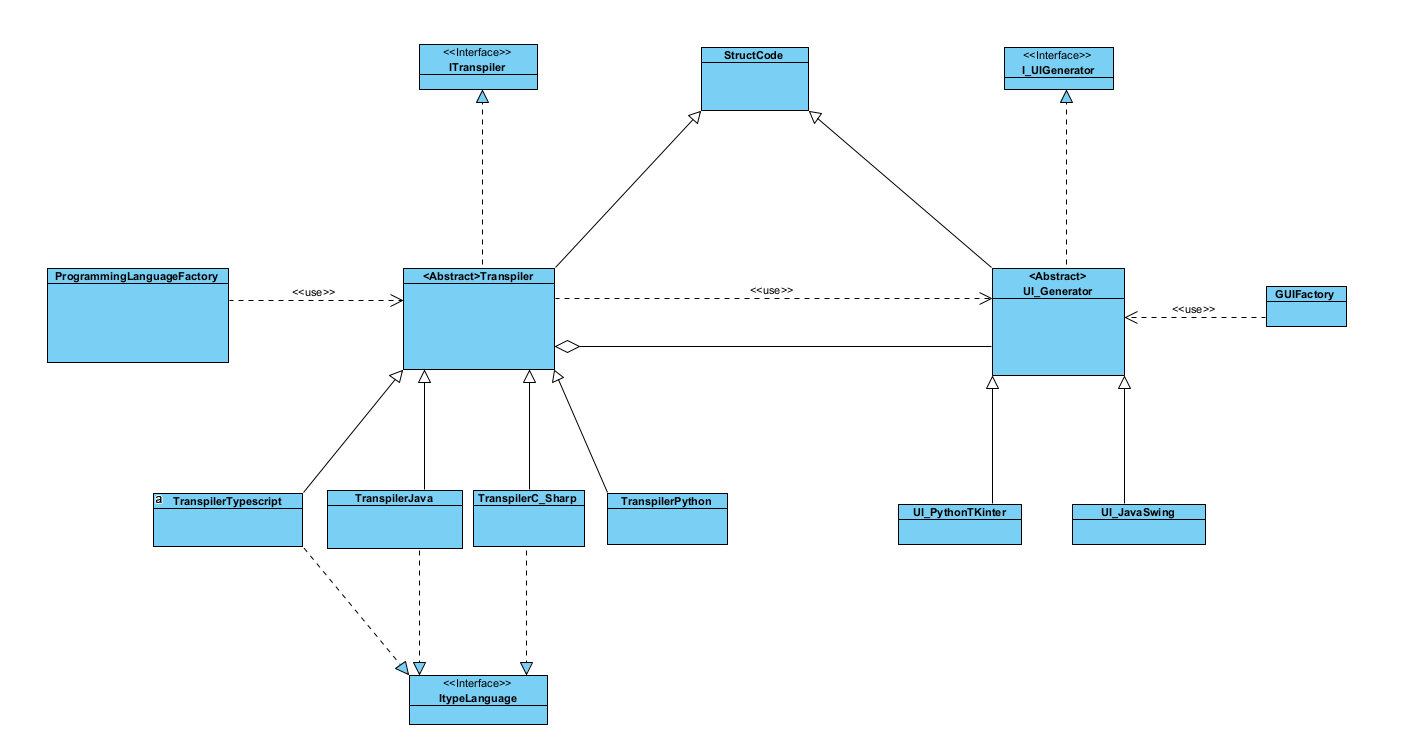 <<Interface>>
ITranspiler
StructCode
<<Interface>>
I_UIGenerator
ProgrammingLanguageFactory
<<use>>
<Abstract>Transpiler
<<use>>
<Abstract>
UI_Generator
<<use>>
GUIFactory
a
TranspilerTypescript
TranspilerJava
TranspilerC_Sharp
TranspilerPython
UI_PythonTKinter
UI_JavaSwing
<<Interface>>
ItypeLanguage